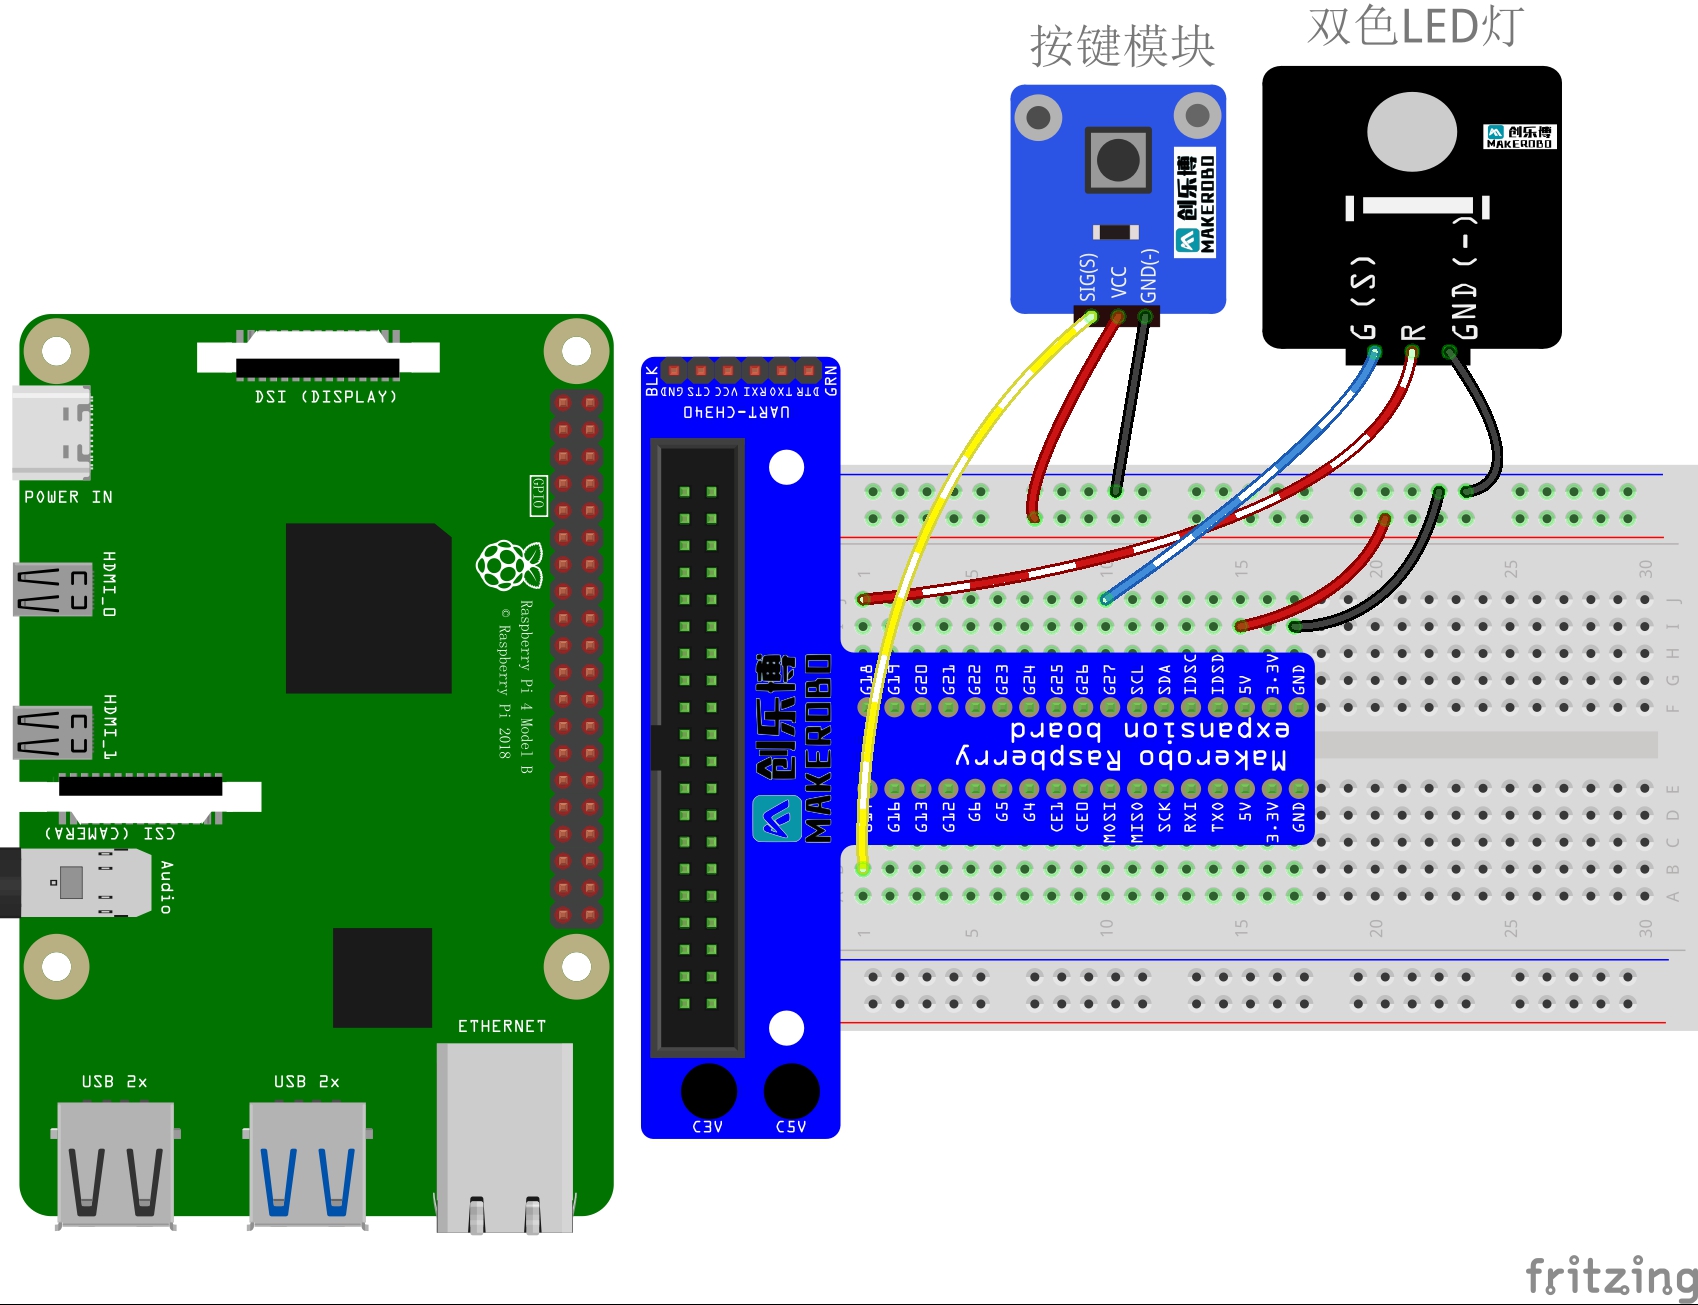 按键模块
双色LED灯
创乐博
MAKEROBO
SIG(S)
VCC
GND(-)
创乐博
MAKEROBO
G(S)
R
GND(-)
DSI (DISPLAY)
POWER IN
GPIO
HDMI_0
HDMI_1
Raspberry Pi 4 Model B
© Raspberry Pi 2018
CSI (CAMERA)
Audio
ETHERNET
USB 2x
USB 2x
BLK
GRN
GND CTS VCC RXI TXO DTR
UART-CH340
创乐博
MAKEROBO
C3V
C5V
1 5 10 15 20 25 30
J
I
H
G
F
G18 G19 G20 G21 G22 G23 G24 G25 G26 G27 SCL SDA IDSC IDSD 5V 3.3V GND
Makerobo Raspberry
expansion board
G16 G13 G12 G6 G5 G4 CE1 CE0 MOSI MISO SCK RXI TXO 5V 3.3V GND
E
D
C
B
A
1 5 10 15 20 25 30
fritzing